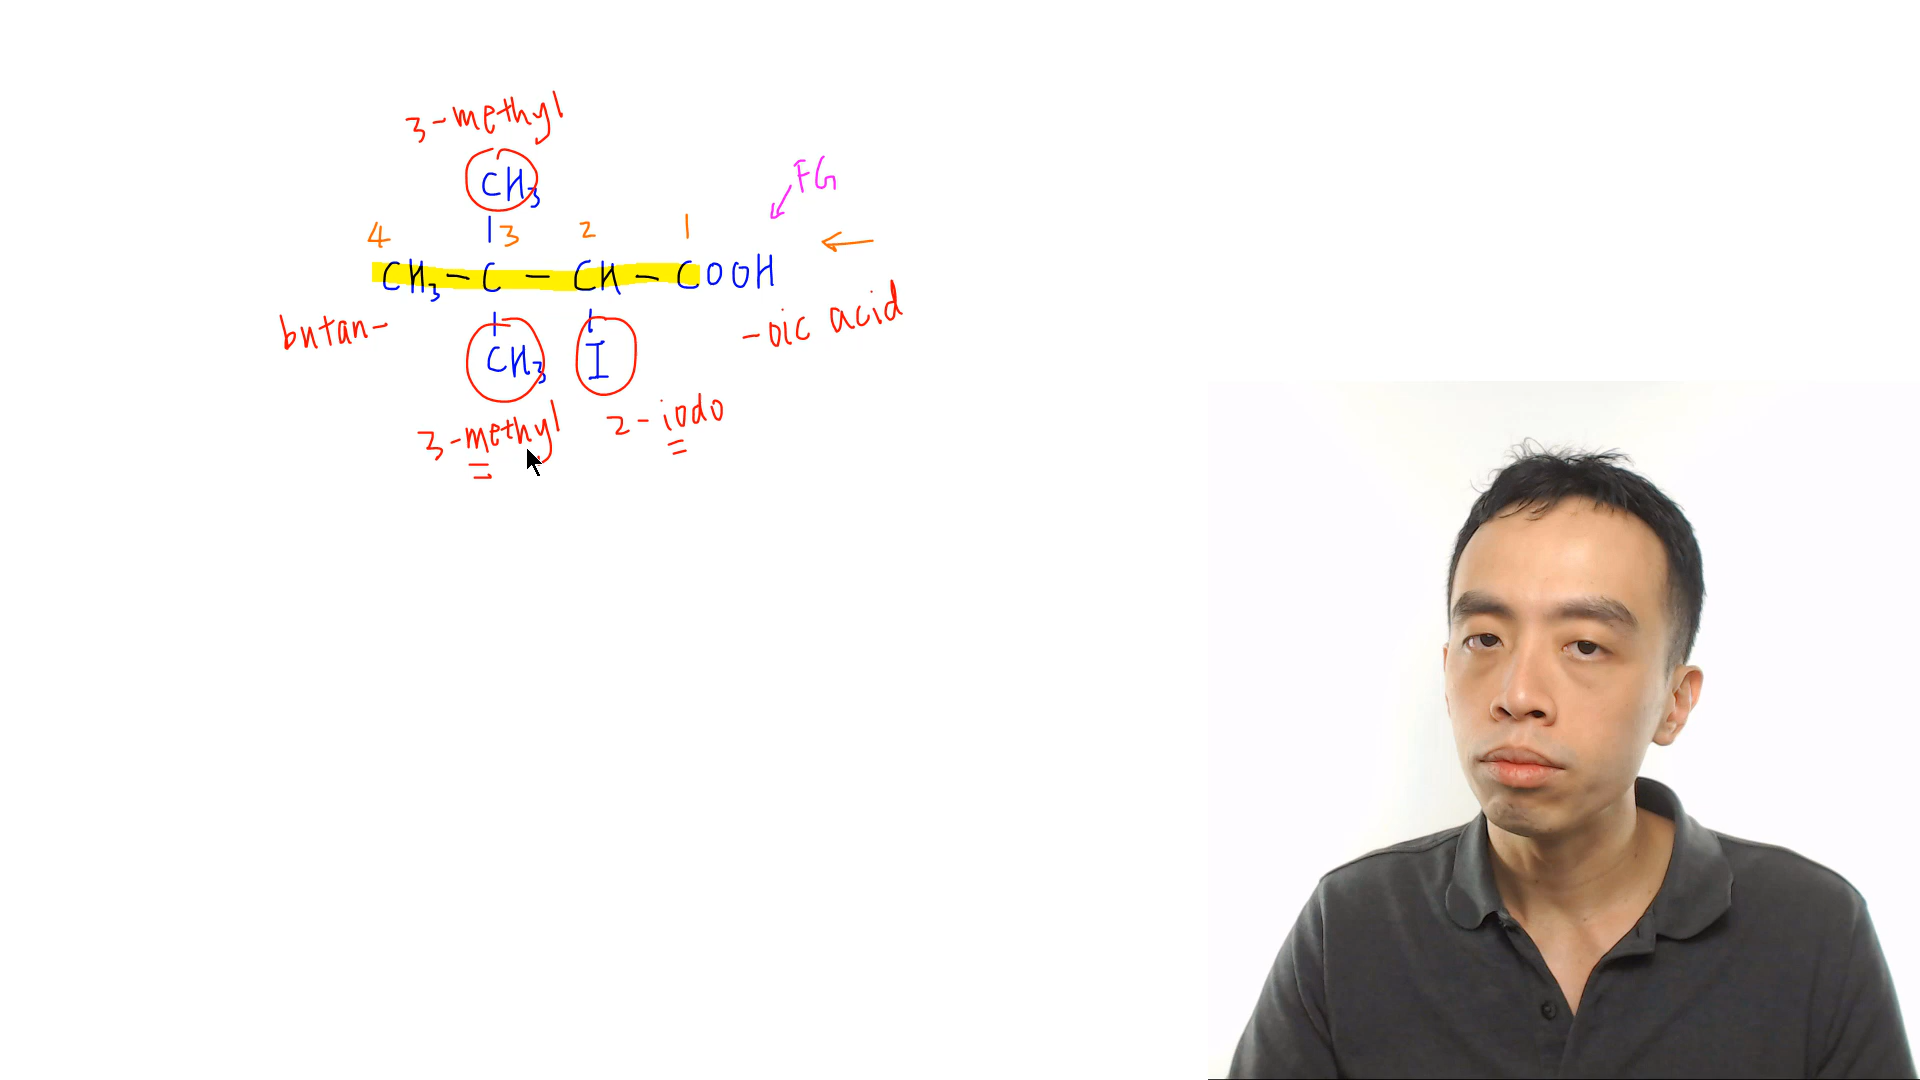 3-methyl
CH3
FG
4 3 2 1
CH3 - C - CH - COOH
butan-
-oic acid
CH3 I
3-methyl 2-iodo